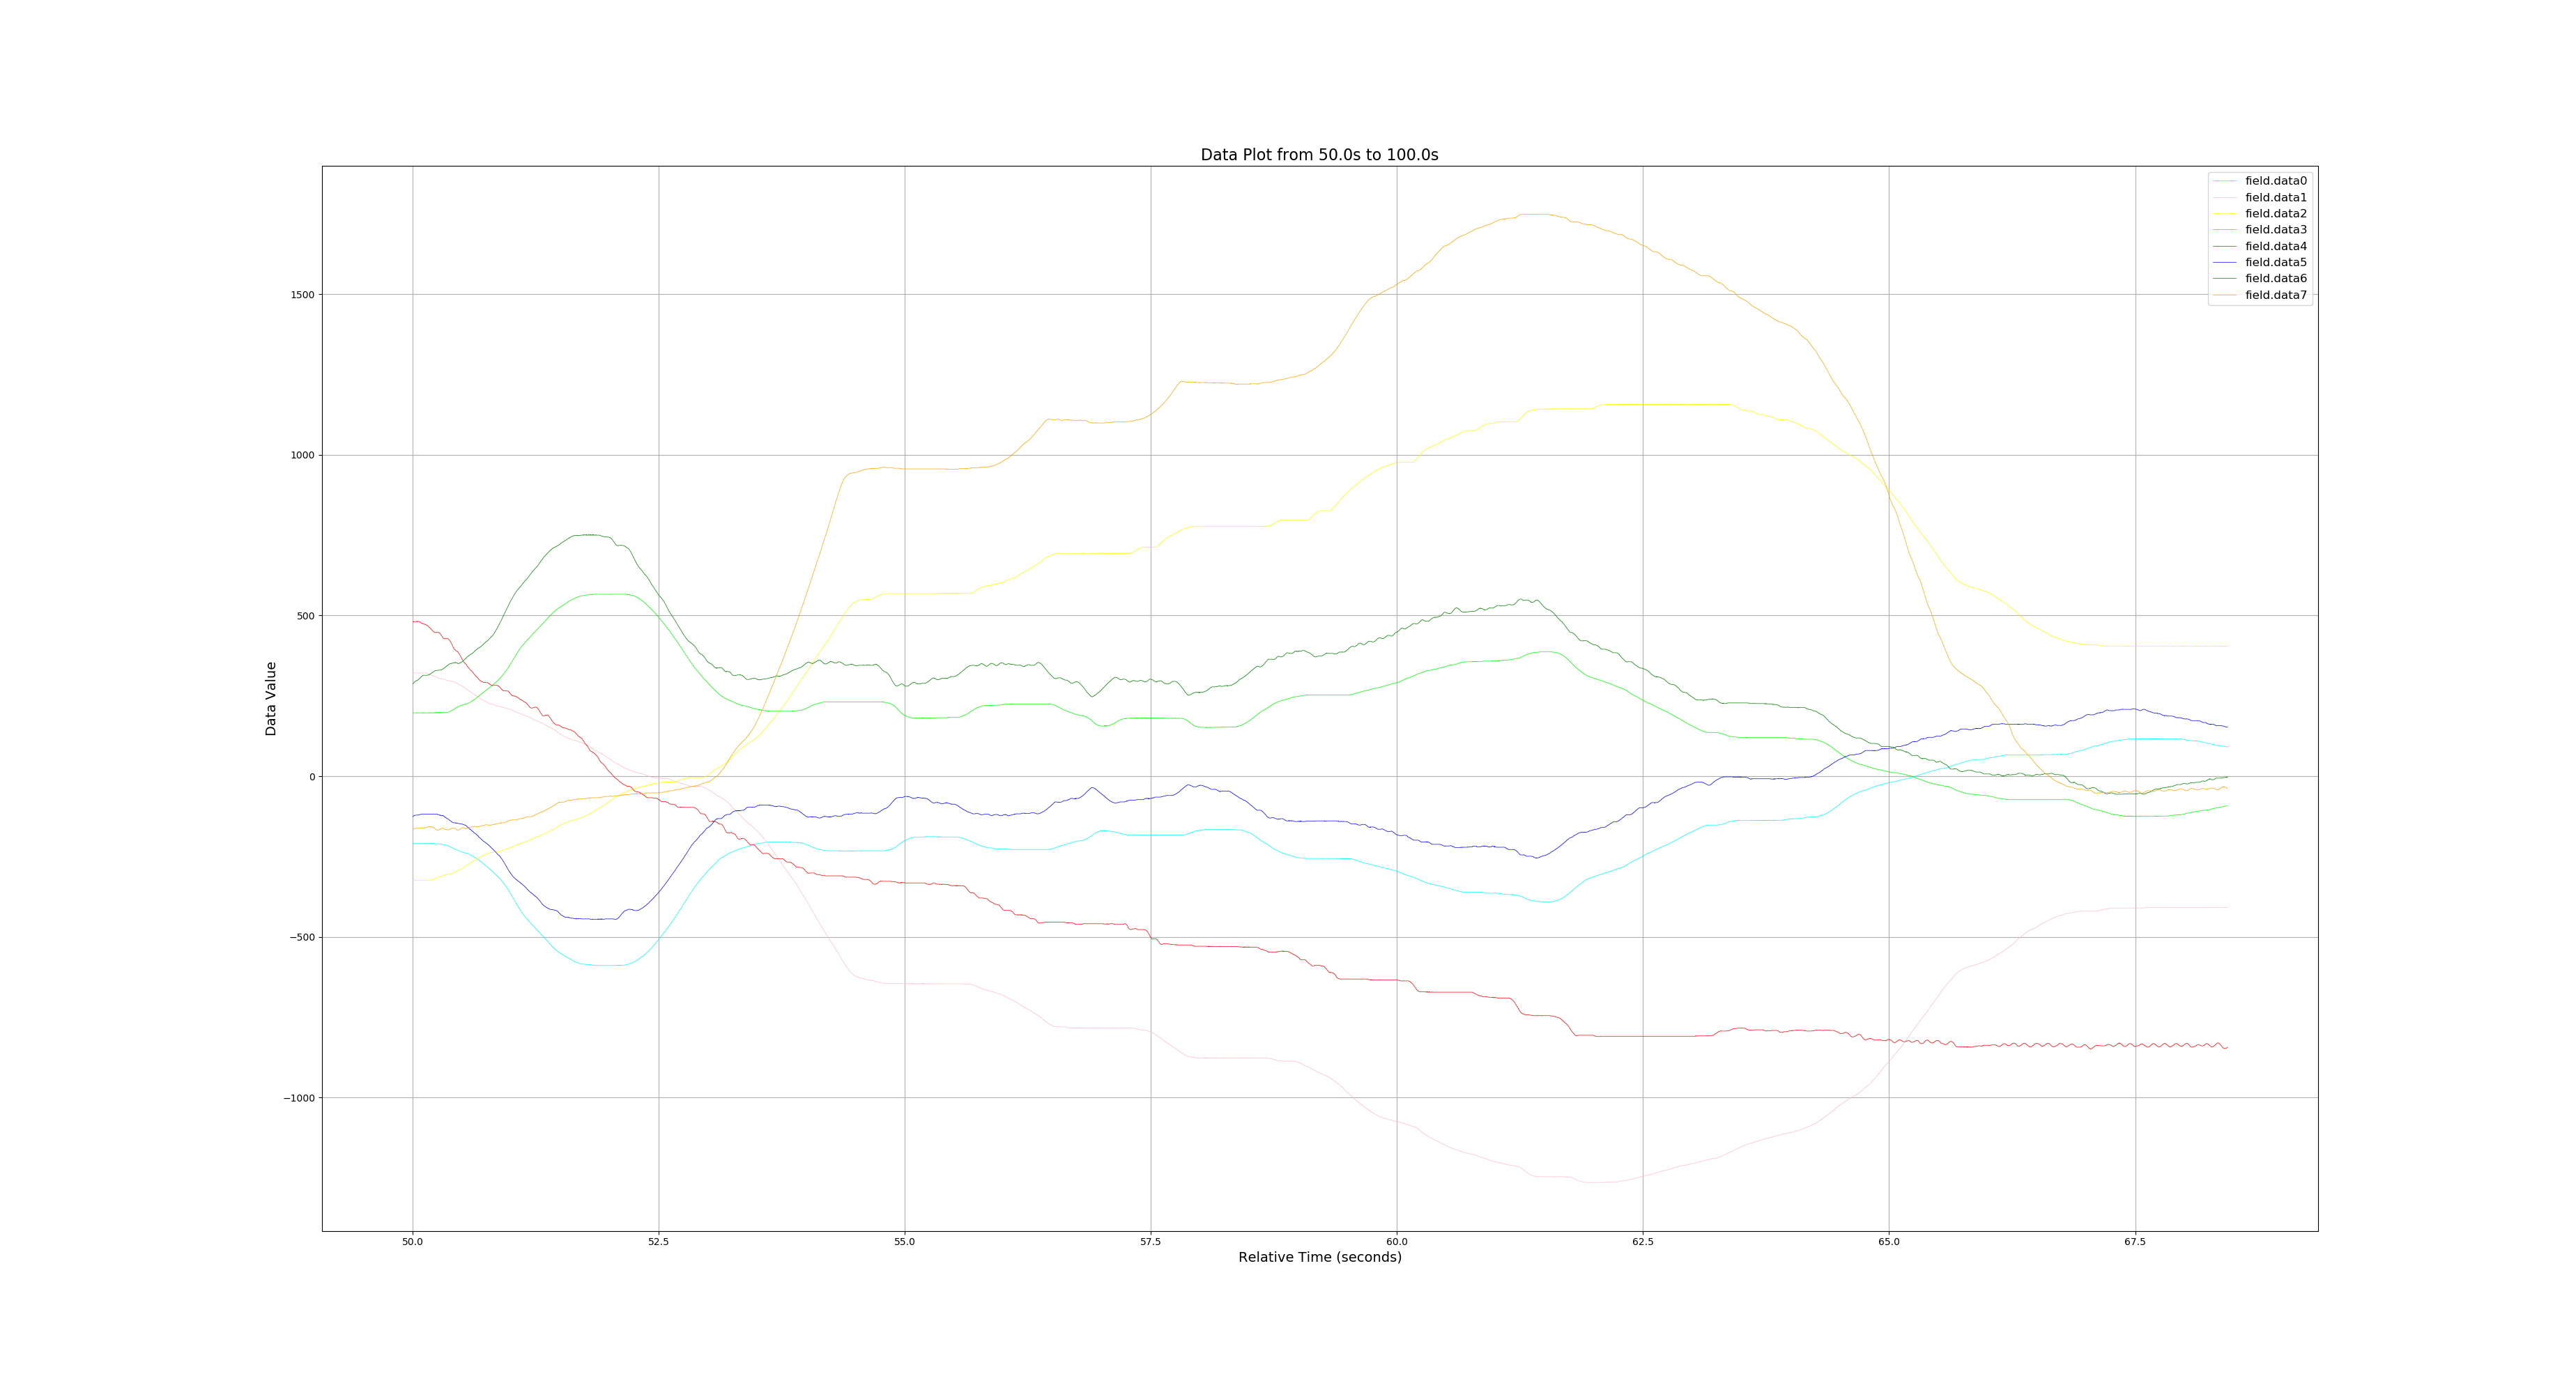 Data Plot from 50.0s to 100.0s
field.data0
field.data1
field.data2
field.data3
field.data4
field.data5
field.data6
field.data7
Data Value
1500
1000
500
0
−500
−1000
50.0 52.5 55.0 57.5 60.0 62.5 65.0 67.5
Relative Time (seconds)